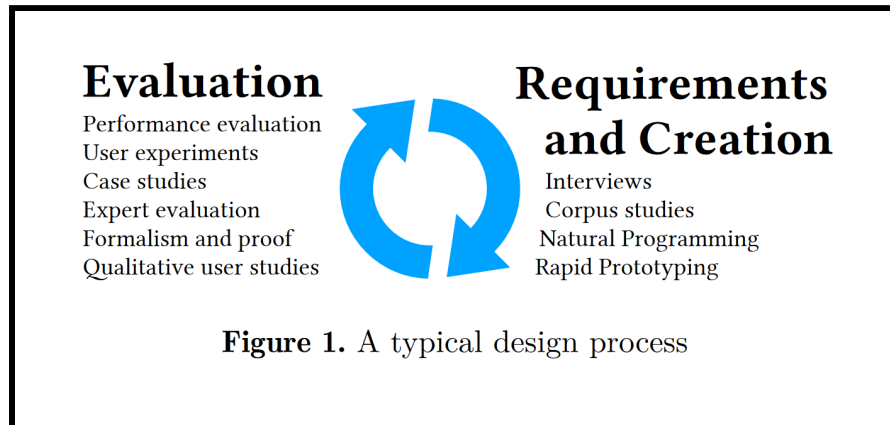 Evaluation
Performance evaluation
User experiments
Case studies
Expert evaluation
Formalism and proof
Qualitative user studies
Requirements
and Creation
Interviews
Corpus studies
Natural Programming
Rapid Prototyping
Figure 1. A typical design process